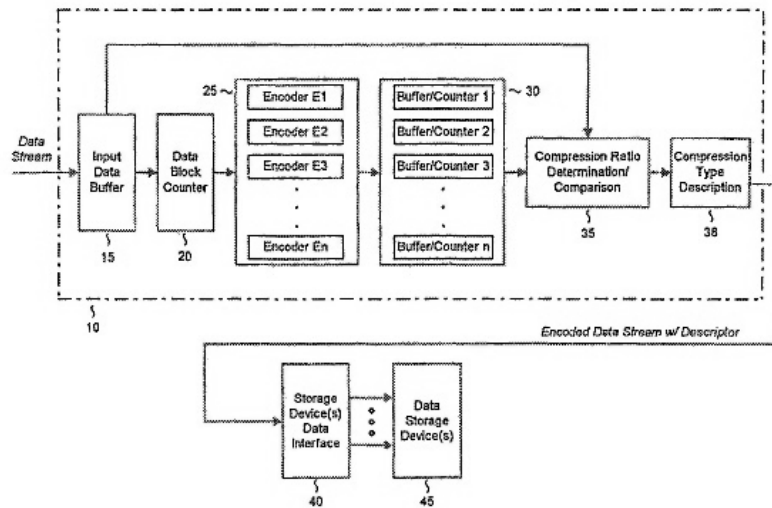 Data
Stream
Input
Data
Buffer
15
Data
Block
Counter
20
25
Encoder E1
Encoder E2
Encoder E3
Encoder En
30
Buffer/Counter 1
Buffer/Counter 2
Buffer/Counter 3
Buffer/Counter n
Compression Ratio
Determination/
Comparison
35
Compression
Type
Description
38
10
Encoded Data Stream w/ Descriptor
Storage
Device(s)
Data
Interface
40
Data
Storage
Device(s)
45